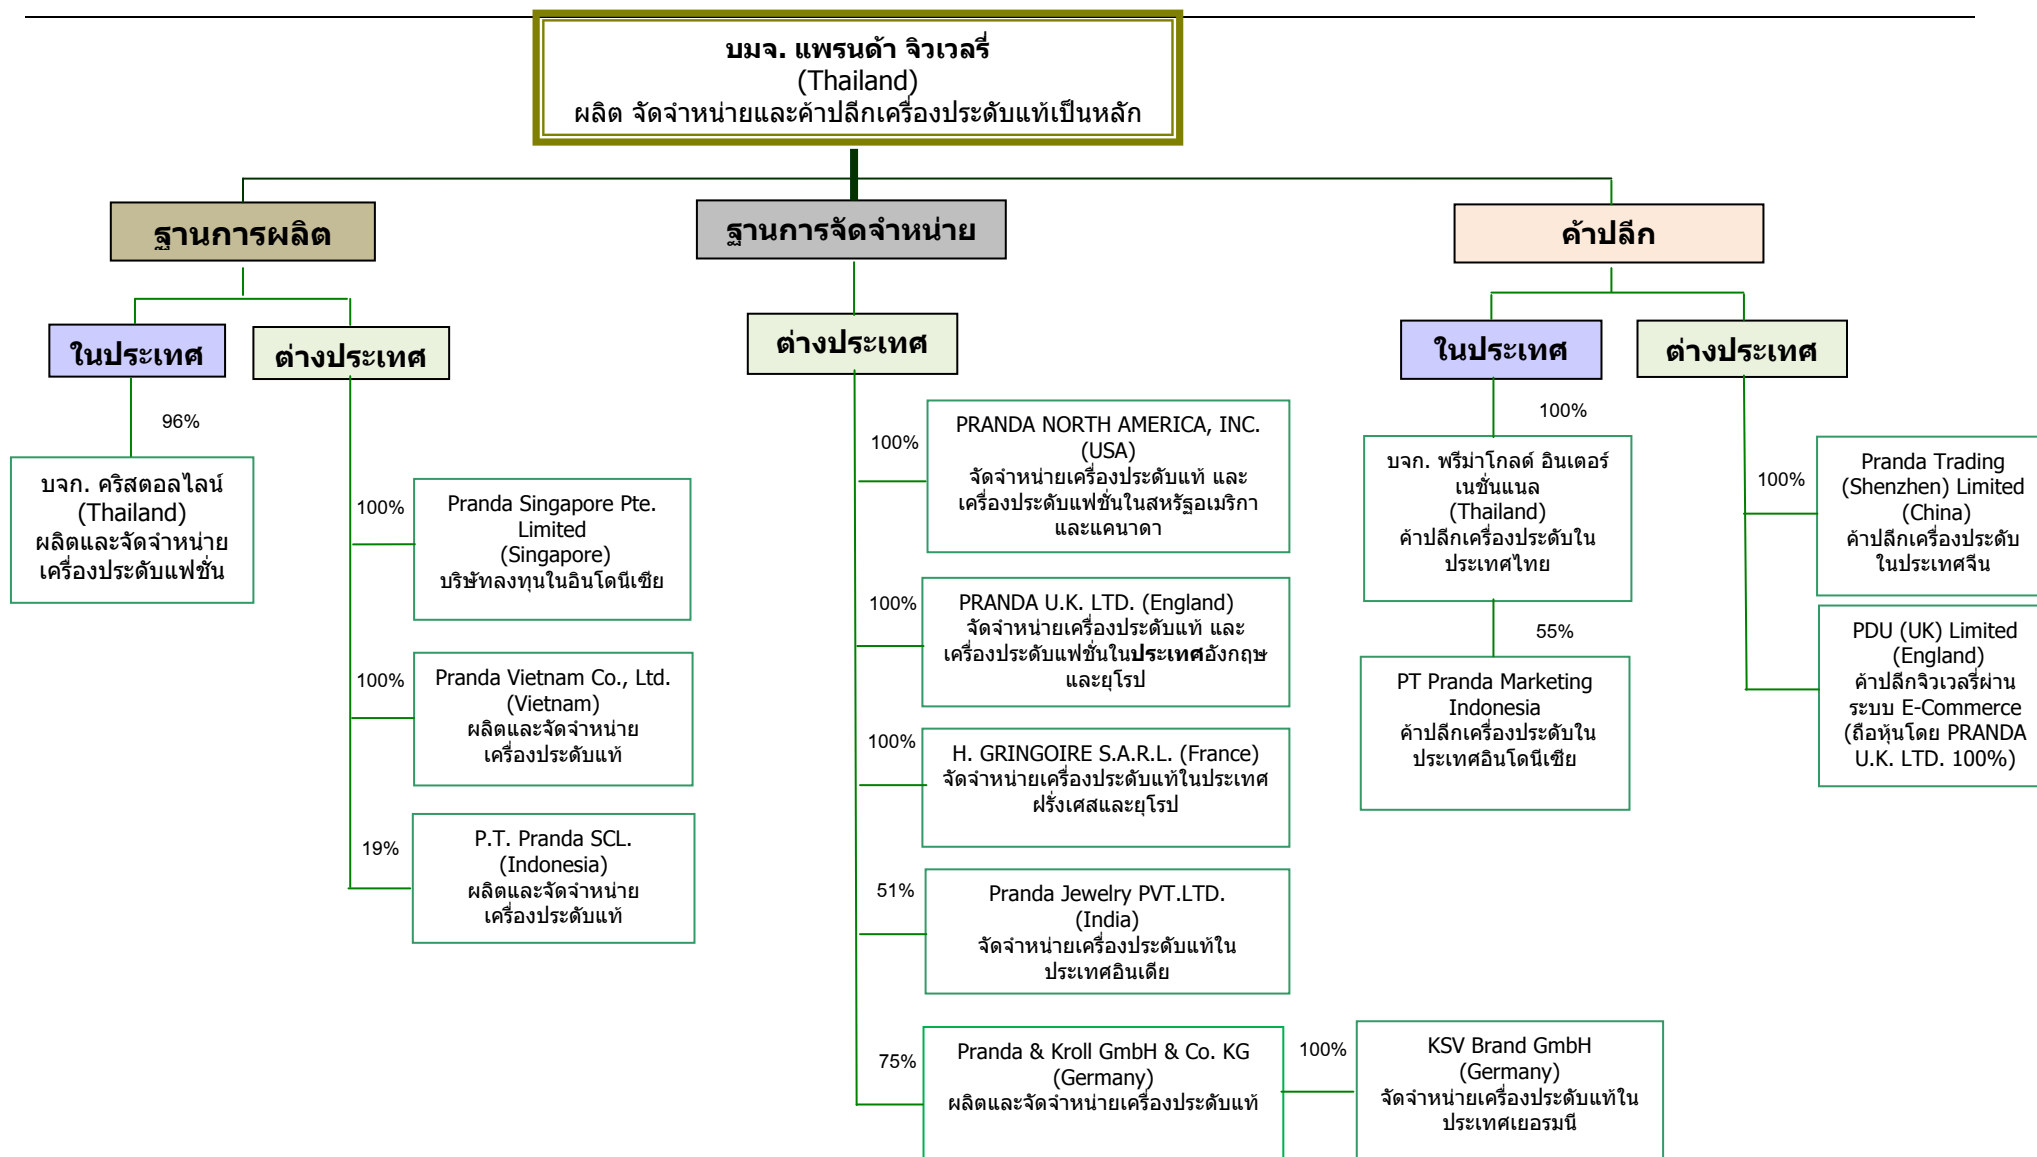 บมจ. แพรนด้า จิวเวลรี่
(Thailand)
ผลิต จัดจำหน่ายและค้าปลีกเครื่องประดับแท้เป็นหลัก
ฐานการผลิต
ฐานการจัดจำหน่าย
ค้าปลีก
ในประเทศ
ต่างประเทศ
ต่างประเทศ
ในประเทศ
ต่างประเทศ
96%
บจก. คริสตอลไลน์
(Thailand)
ผลิตและจัดจำหน่าย
เครื่องประดับแฟชั่น
100%
Pranda Singapore Pte.
Limited
(Singapore)
บริษัทลงทุนในอินโดนีเซีย
100%
Pranda Vietnam Co., Ltd.
(Vietnam)
ผลิตและจัดจำหน่าย
เครื่องประดับแท้
19%
P.T. Pranda SCL.
(Indonesia)
ผลิตและจัดจำหน่าย
เครื่องประดับแท้
100%
PRANDA NORTH AMERICA, INC.
(USA)
จัดจำหน่ายเครื่องประดับแท้ และ
เครื่องประดับแฟชั่นในสหรัฐอเมริกา
และแคนาดา
100%
PRANDA U.K. LTD. (England)
จัดจำหน่ายเครื่องประดับแท้ และ
เครื่องประดับแฟชั่นในประเทศอังกฤษ
และยุโรป
100%
H. GRINGOIRE S.A.R.L. (France)
จัดจำหน่ายเครื่องประดับแท้ในประเทศ
ฝรั่งเศสและยุโรป
51%
Pranda Jewelry PVT.LTD.
(India)
จัดจำหน่ายเครื่องประดับแท้ใน
ประเทศอินเดีย
75%
Pranda & Kroll GmbH & Co. KG
(Germany)
ผลิตและจัดจำหน่ายเครื่องประดับแท้
100%
KSV Brand GmbH
(Germany)
จัดจำหน่ายเครื่องประดับแท้ใน
ประเทศเยอรมนี
100%
บจก. พรีม่าโกลด์ อินเตอร์
เนชั่นแนล
(Thailand)
ค้าปลีกเครื่องประดับใน
ประเทศไทย
55%
PT Pranda Marketing
Indonesia
ค้าปลีกเครื่องประดับใน
ประเทศอินโดนีเซีย
100%
Pranda Trading
(Shenzhen) Limited
(China)
ค้าปลีกเครื่องประดับ
ในประเทศจีน
PDU (UK) Limited
(England)
ค้าปลีกจิวเวลรี่ผ่าน
ระบบ E-Commerce
(ถือหุ้นโดย PRANDA
U.K. LTD. 100%)